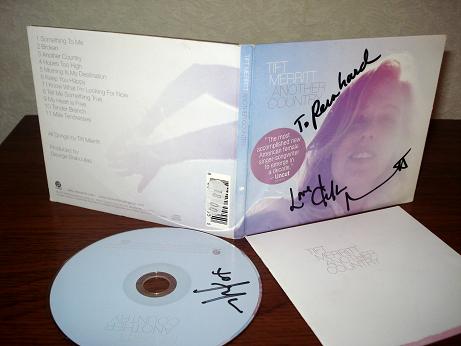 1 Something To Me
2 Broken
3 Another Country
4 Hopes Too High
5 Morning Is My Destination
6 Keep You Happy
7 I Know What I'm Looking For Now
8 Tell Me Something True
9 My Heart Is Free
10 Tender Branch
11 Mille Tendresses
All Songs by Tift Merritt
Produced by
George Drakoulias
TIFT MERRITT ANOTHER COUNTRY
TIFT
MERRITT
ANOTHER
COUNTRY
To Reinhard
"The most
accomplished new
American female
singer-songwriter
to emerge in
a decade."
– Uncut
Love
Tift
ANOTHER
COUNTRY
TIFT
MERRITT
ANOTHER
COUNTRY